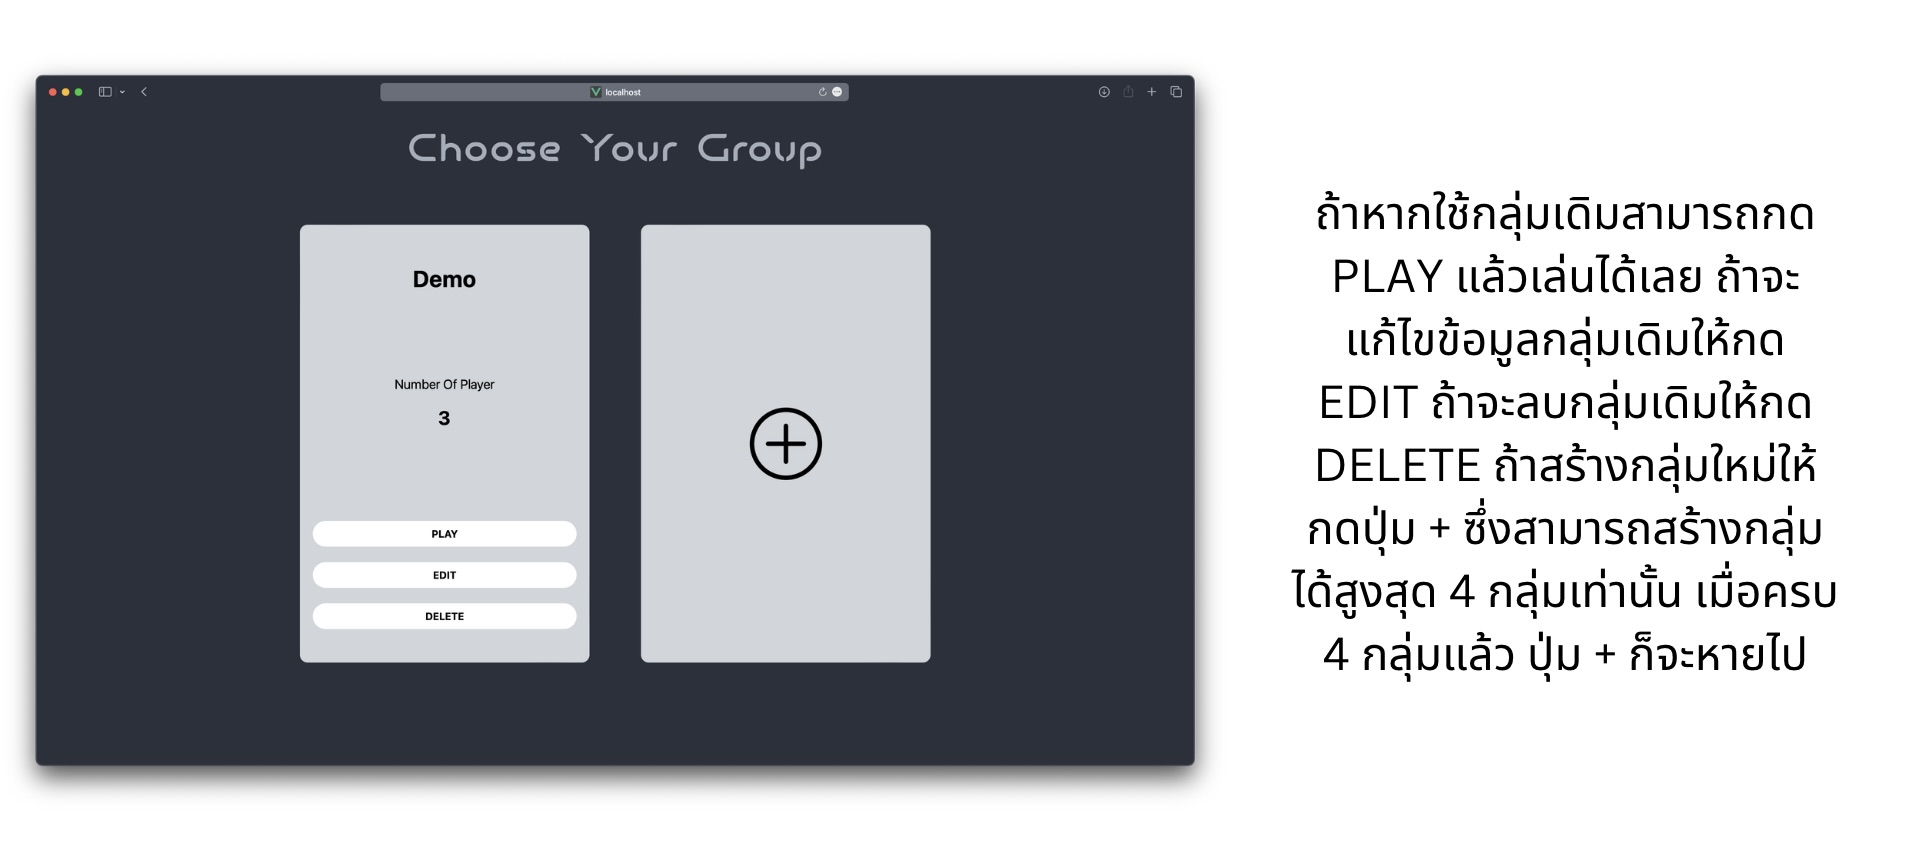 localhost
Choose Your Group
Demo
Number Of Player
3
PLAY
EDIT
DELETE
ถ้าหากใช้กลุ่มเดิมสามารถกด
PLAY แล้วเล่นได้เลย ถ้าจะ
แก้ไขข้อมูลกลุ่มเดิมให้กด
EDIT ถ้าจะลบกลุ่มเดิมให้กด
DELETE ถ้าสร้างกลุ่มใหม่ให้
กดปุ่ม + ซึ่งสามารถสร้างกลุ่ม
ได้สูงสุด 4 กลุ่มเท่านั้น เมื่อครบ
4 กลุ่มแล้ว ปุ่ม + ก็จะหายไป